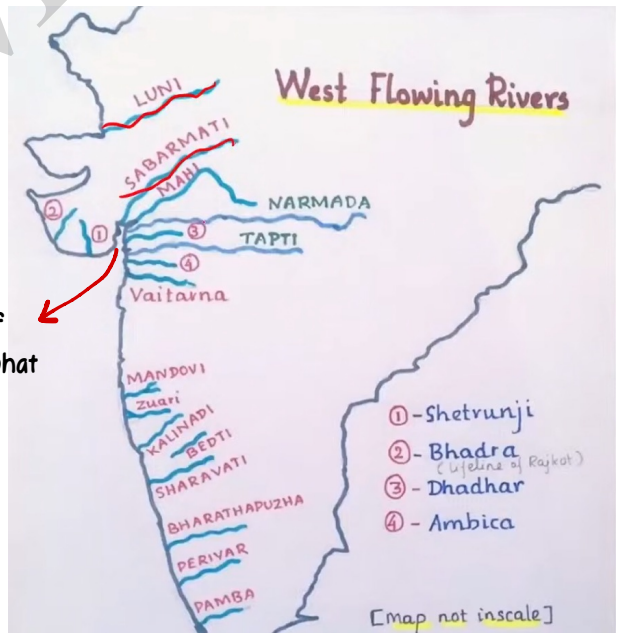 West Flowing Rivers
LUNI
SABARMATI
MAHI
NARMADA
②
③
①
TAPTI
④
Vaitarna
hat
MANDOVI
Zuari
KALINADI
BEDTI
SHARAVATI
BHARATHAPUZHA
PERIYAR
PAMBA
①-Shetrunji
②-Bhadra
(Lifeline of Rajkot)
③-Dhadhar
④-Ambica
[map not inscale]